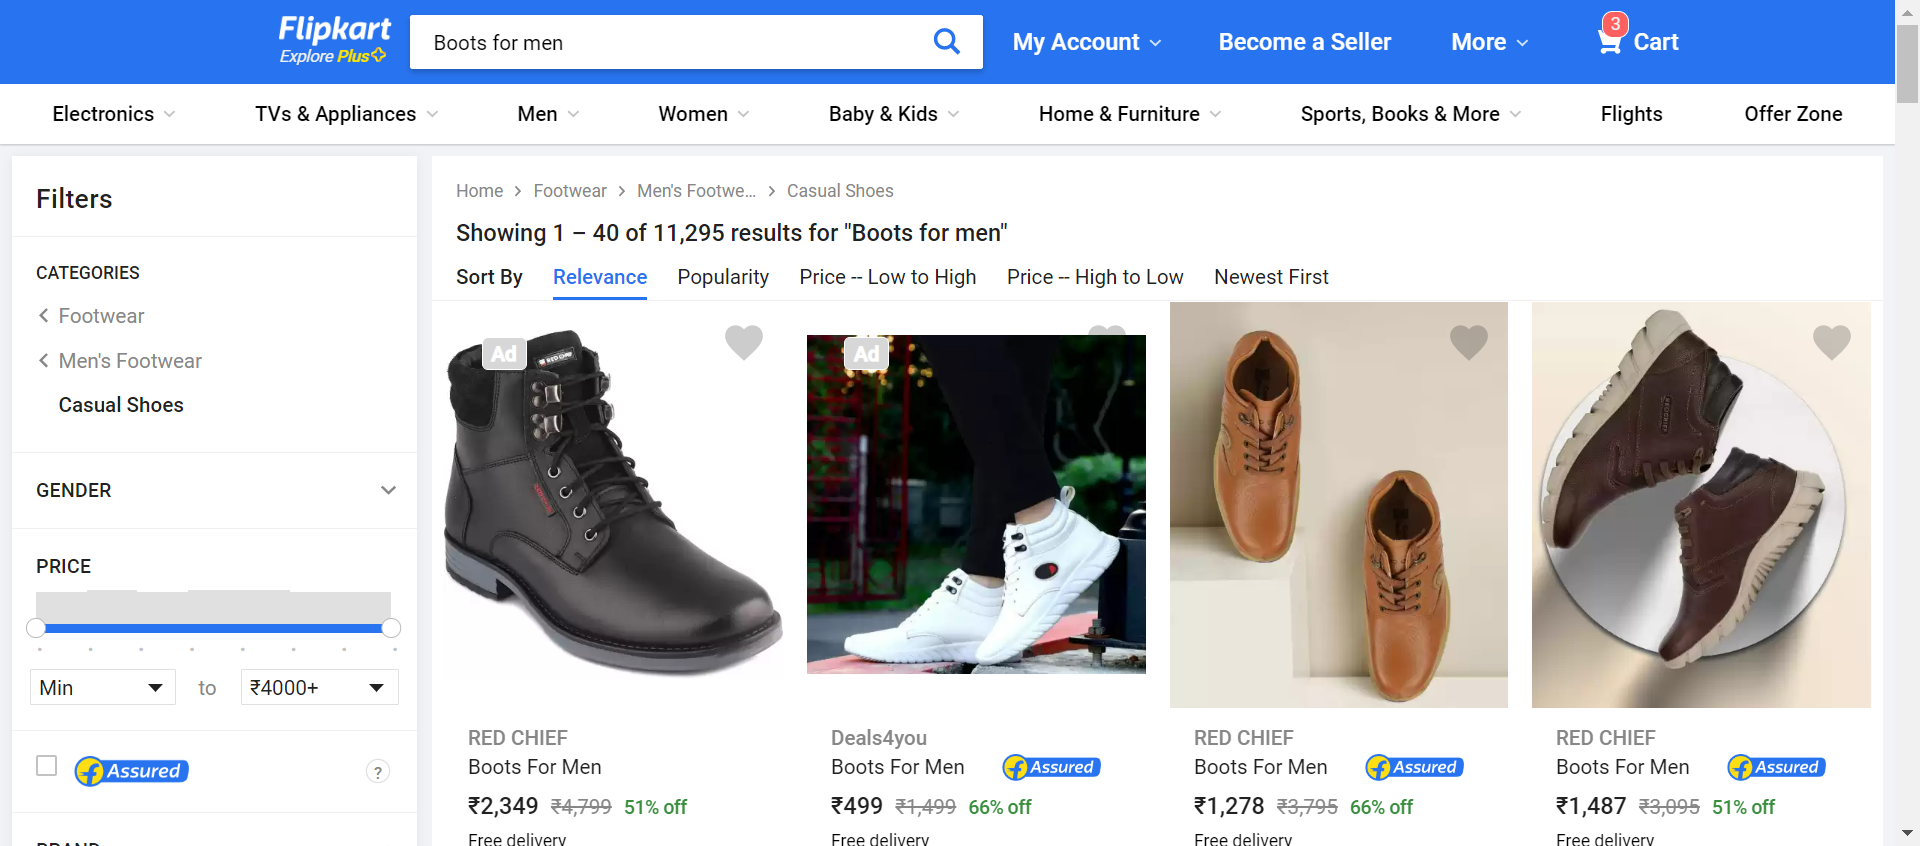 Flipkart
Explore Plus
Boots for men
My Account
Become a Seller
More
3
Cart
Electronics
TVs & Appliances
Men
Women
Baby & Kids
Home & Furniture
Sports, Books & More
Flights
Offer Zone
Filters
CATEGORIES
Footwear
Men's Footwear
Casual Shoes
GENDER
PRICE
Min to ₹4000+
Assured
?
Home > Footwear > Men's Footwe... > Casual Shoes
Showing 1 – 40 of 11,295 results for "Boots for men"
Sort By Relevance Popularity Price -- Low to High Price -- High to Low Newest First
Ad
RED CHIEF
Boots For Men
₹2,349 ₹4,799 51% off
Free delivery
Ad
Deals4you
Boots For Men
Assured
₹499 ₹1,499 66% off
Free delivery
RED CHIEF
Boots For Men
Assured
₹1,278 ₹3,795 66% off
Free delivery
RED CHIEF
Boots For Men
Assured
₹1,487 ₹3,095 51% off
Free delivery